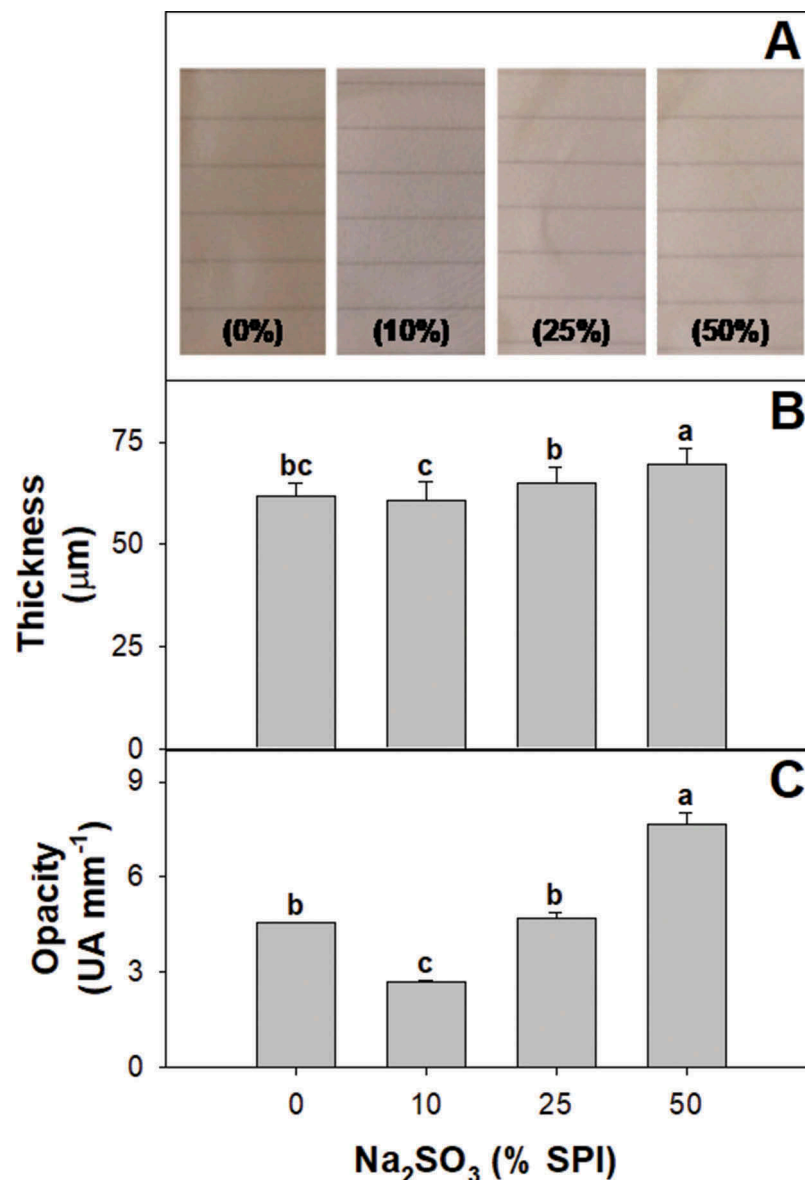 A
(0%) (10%) (25%) (50%)
B
Thickness
(μm)
75
50
25
0
bc c b a
C
Opacity
(UA mm⁻¹)
9
6
3
0
b c b a
0 10 25 50
Na₂SO₃ (% SPI)